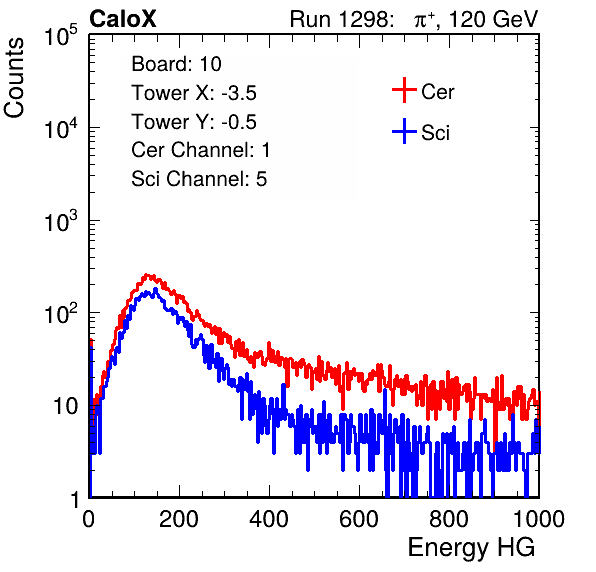 CaloX Run 1298: π⁺, 120 GeV
Counts
Board: 10
Tower X: -3.5
Tower Y: -0.5
Cer Channel: 1
Sci Channel: 5
Cer
Sci
10⁵
10⁴
10³
10²
10
1
0 200 400 600 800 1000
Energy HG